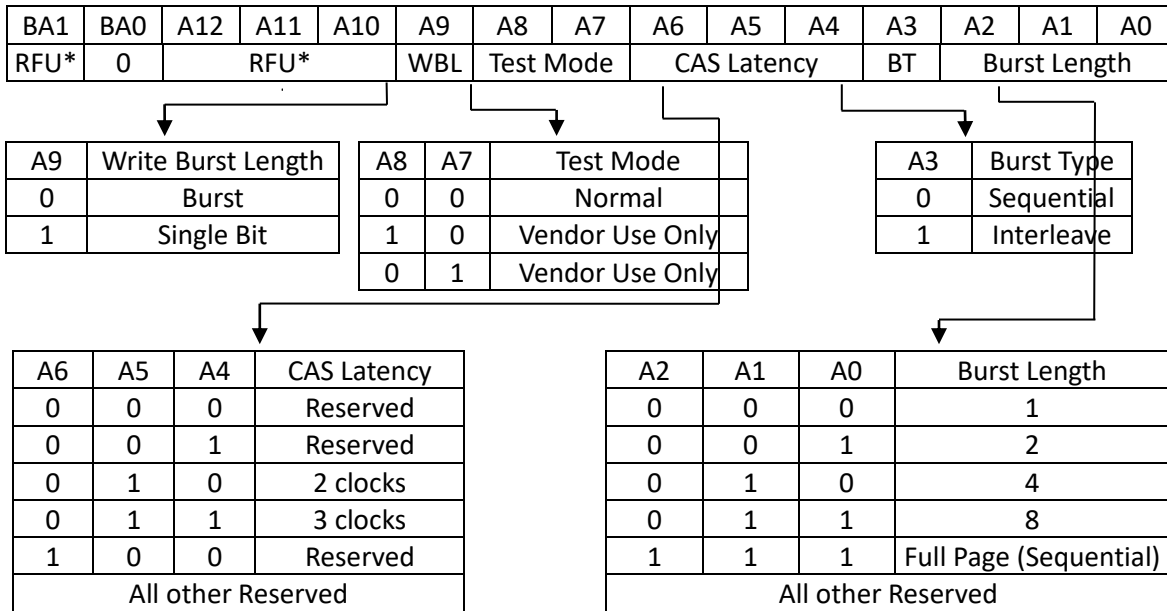 BA1 BA0 A12 A11 A10 A9 A8 A7 A6 A5 A4 A3 A2 A1 A0
RFU* 0 RFU* WBL Test Mode CAS Latency BT Burst Length
A9 Write Burst Length
0 Burst
1 Single Bit
A8 A7 Test Mode
0 0 Normal
1 0 Vendor Use Only
0 1 Vendor Use Only
A3 Burst Type
0 Sequential
1 Interleave
A6 A5 A4 CAS Latency
0 0 0 Reserved
0 0 1 Reserved
0 1 0 2 clocks
0 1 1 3 clocks
1 0 0 Reserved
All other Reserved
A2 A1 A0 Burst Length
0 0 0 1
0 0 1 2
0 1 0 4
0 1 1 8
1 1 1 Full Page (Sequential)
All other Reserved